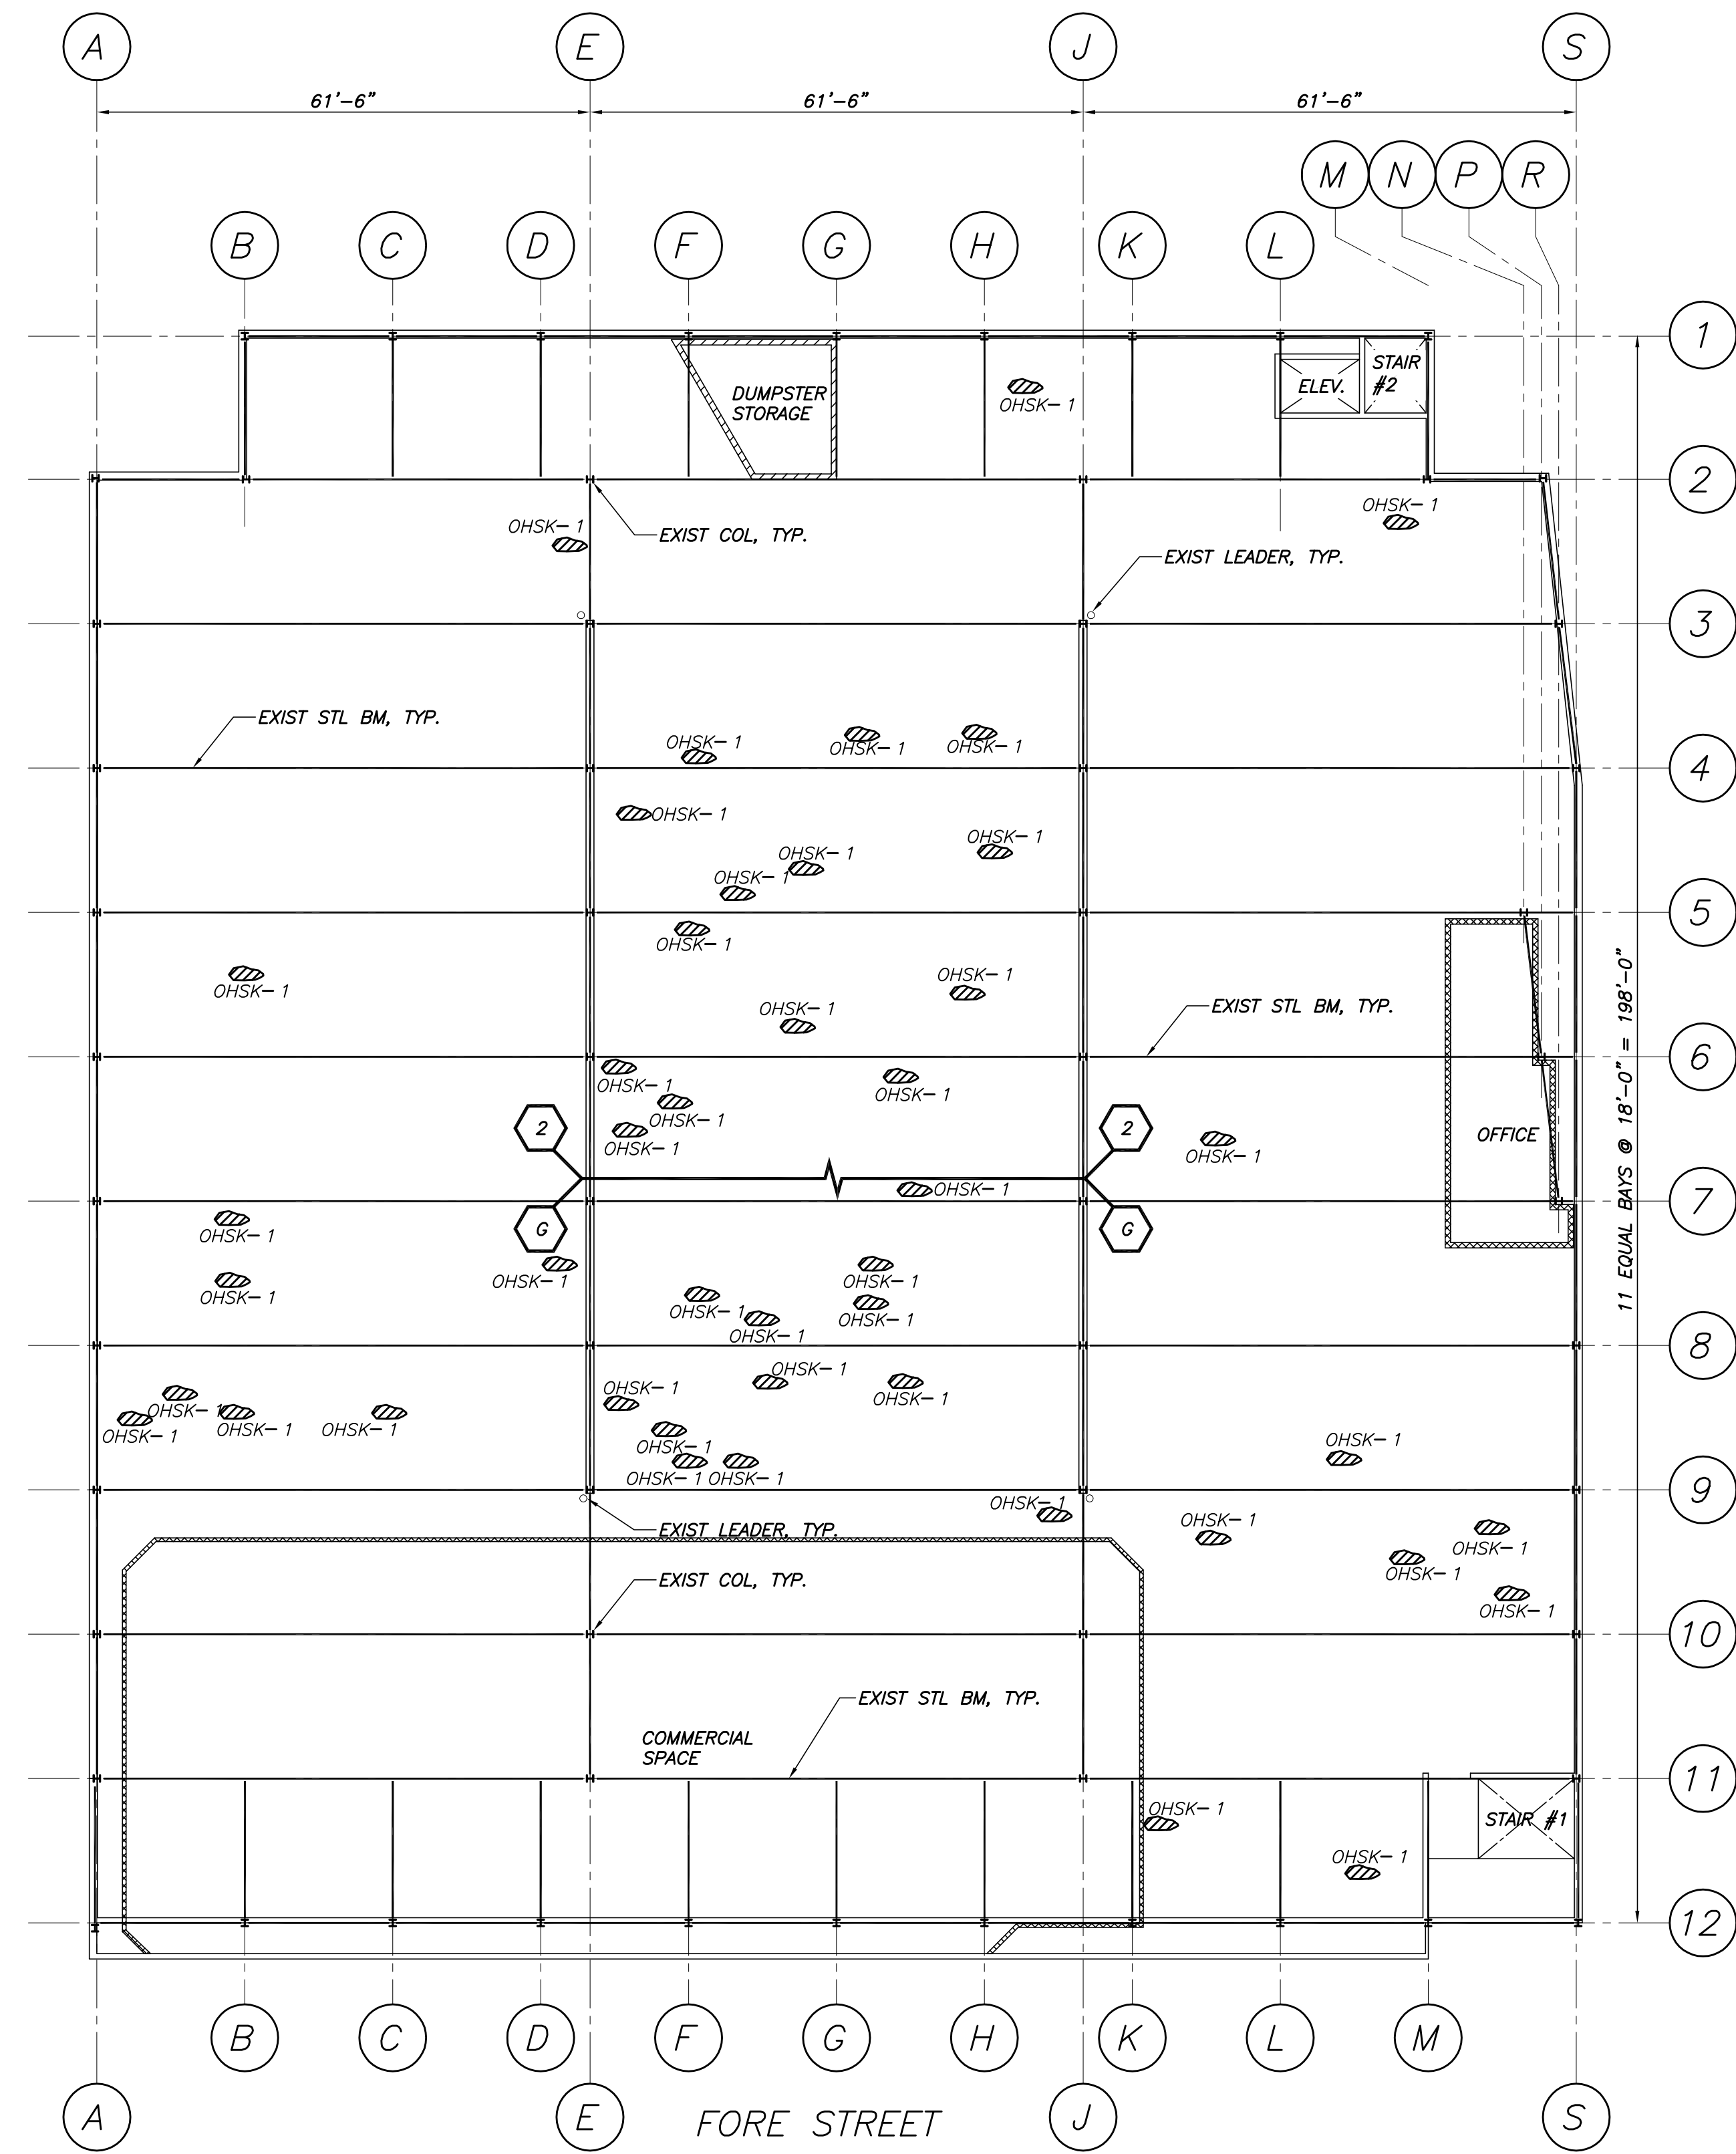 A E J S
61'-6" 61'-6" 61'-6"
M N P R
B C D F G H K L
1
STAIR
#2
ELEV.
DUMPSTER
STORAGE
OHSK-1
2
OHSK-1
OHSK-1
EXIST COL, TYP.
EXIST LEADER, TYP.
3
EXIST STL BM, TYP.
OHSK-1
OHSK-1
OHSK-1
4
OHSK-1
OHSK-1
OHSK-1
OHSK-1
5
OHSK-1
OHSK-1
OHSK-1
OHSK-1
EXIST STL BM, TYP.
11 EQUAL BAYS @ 18'-0" = 198'-0"
6
OHSK-1
OHSK-1
OHSK-1
2 2
OFFICE
OHSK-1
OHSK-1
OHSK-1
7
G G
OHSK-1
OHSK-1
OHSK-1
OHSK-1
OHSK-1
OHSK-1
OHSK-1
8
OHSK-1
OHSK-1
OHSK-1
OHSK-1
OHSK-1
OHSK-1
OHSK-1
OHSK-1
OHSK-1
OHSK-1
OHSK-1
9
OHSK-1
OHSK-1
EXIST LEADER, TYP.
OHSK-1
OHSK-1
EXIST COL, TYP.
OHSK-1
10
EXIST STL BM, TYP.
COMMERCIAL
SPACE
11
OHSK-1
STAIR #1
OHSK-1
12
B C D F G H K L M
A E J S
FORE STREET